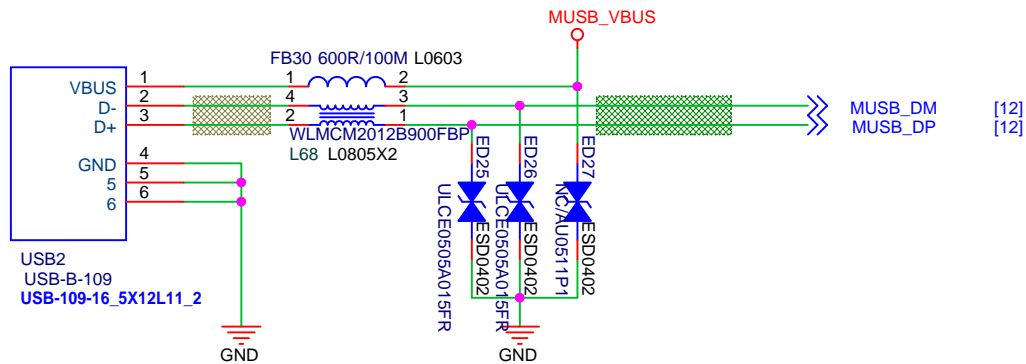 MUSB_VBUS
FB30 600R/100M L0603
VBUS 1 1 2
D- 2 4 3 MUSB_DM [12]
D+ 3 2 1 MUSB_DP [12]
WLMCM2012B900FBP
L68 L0805X2
GND 4
5 5
6 6
ED25
ULCE0505A015FR
ESD0402
ED26
ULCE0505A015FR
ESD0402
ED27
NC/AU0511P1
ESD0402
USB2
USB-B-109
USB-109-16_5X12L11_2
GND
GND